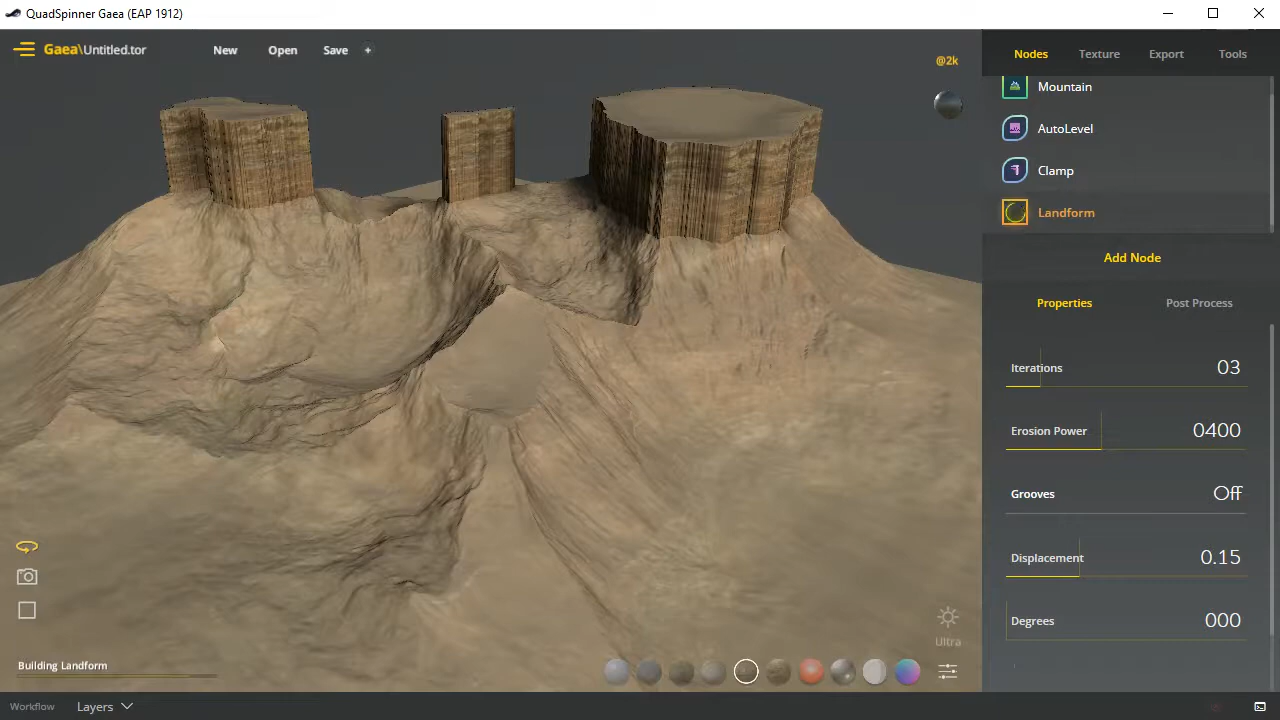 QuadSpinner Gaea (EAP 1912)
Gaea\Untitled.tor
New
Open
Save
+
@2k
Nodes
Texture
Export
Tools
Mountain
AutoLevel
Clamp
Landform
Add Node
Properties
Post Process
Iterations
03
Erosion Power
0400
Grooves
Off
Displacement
0.15
Degrees
000
Ultra
Building Landform
Workflow
Layers